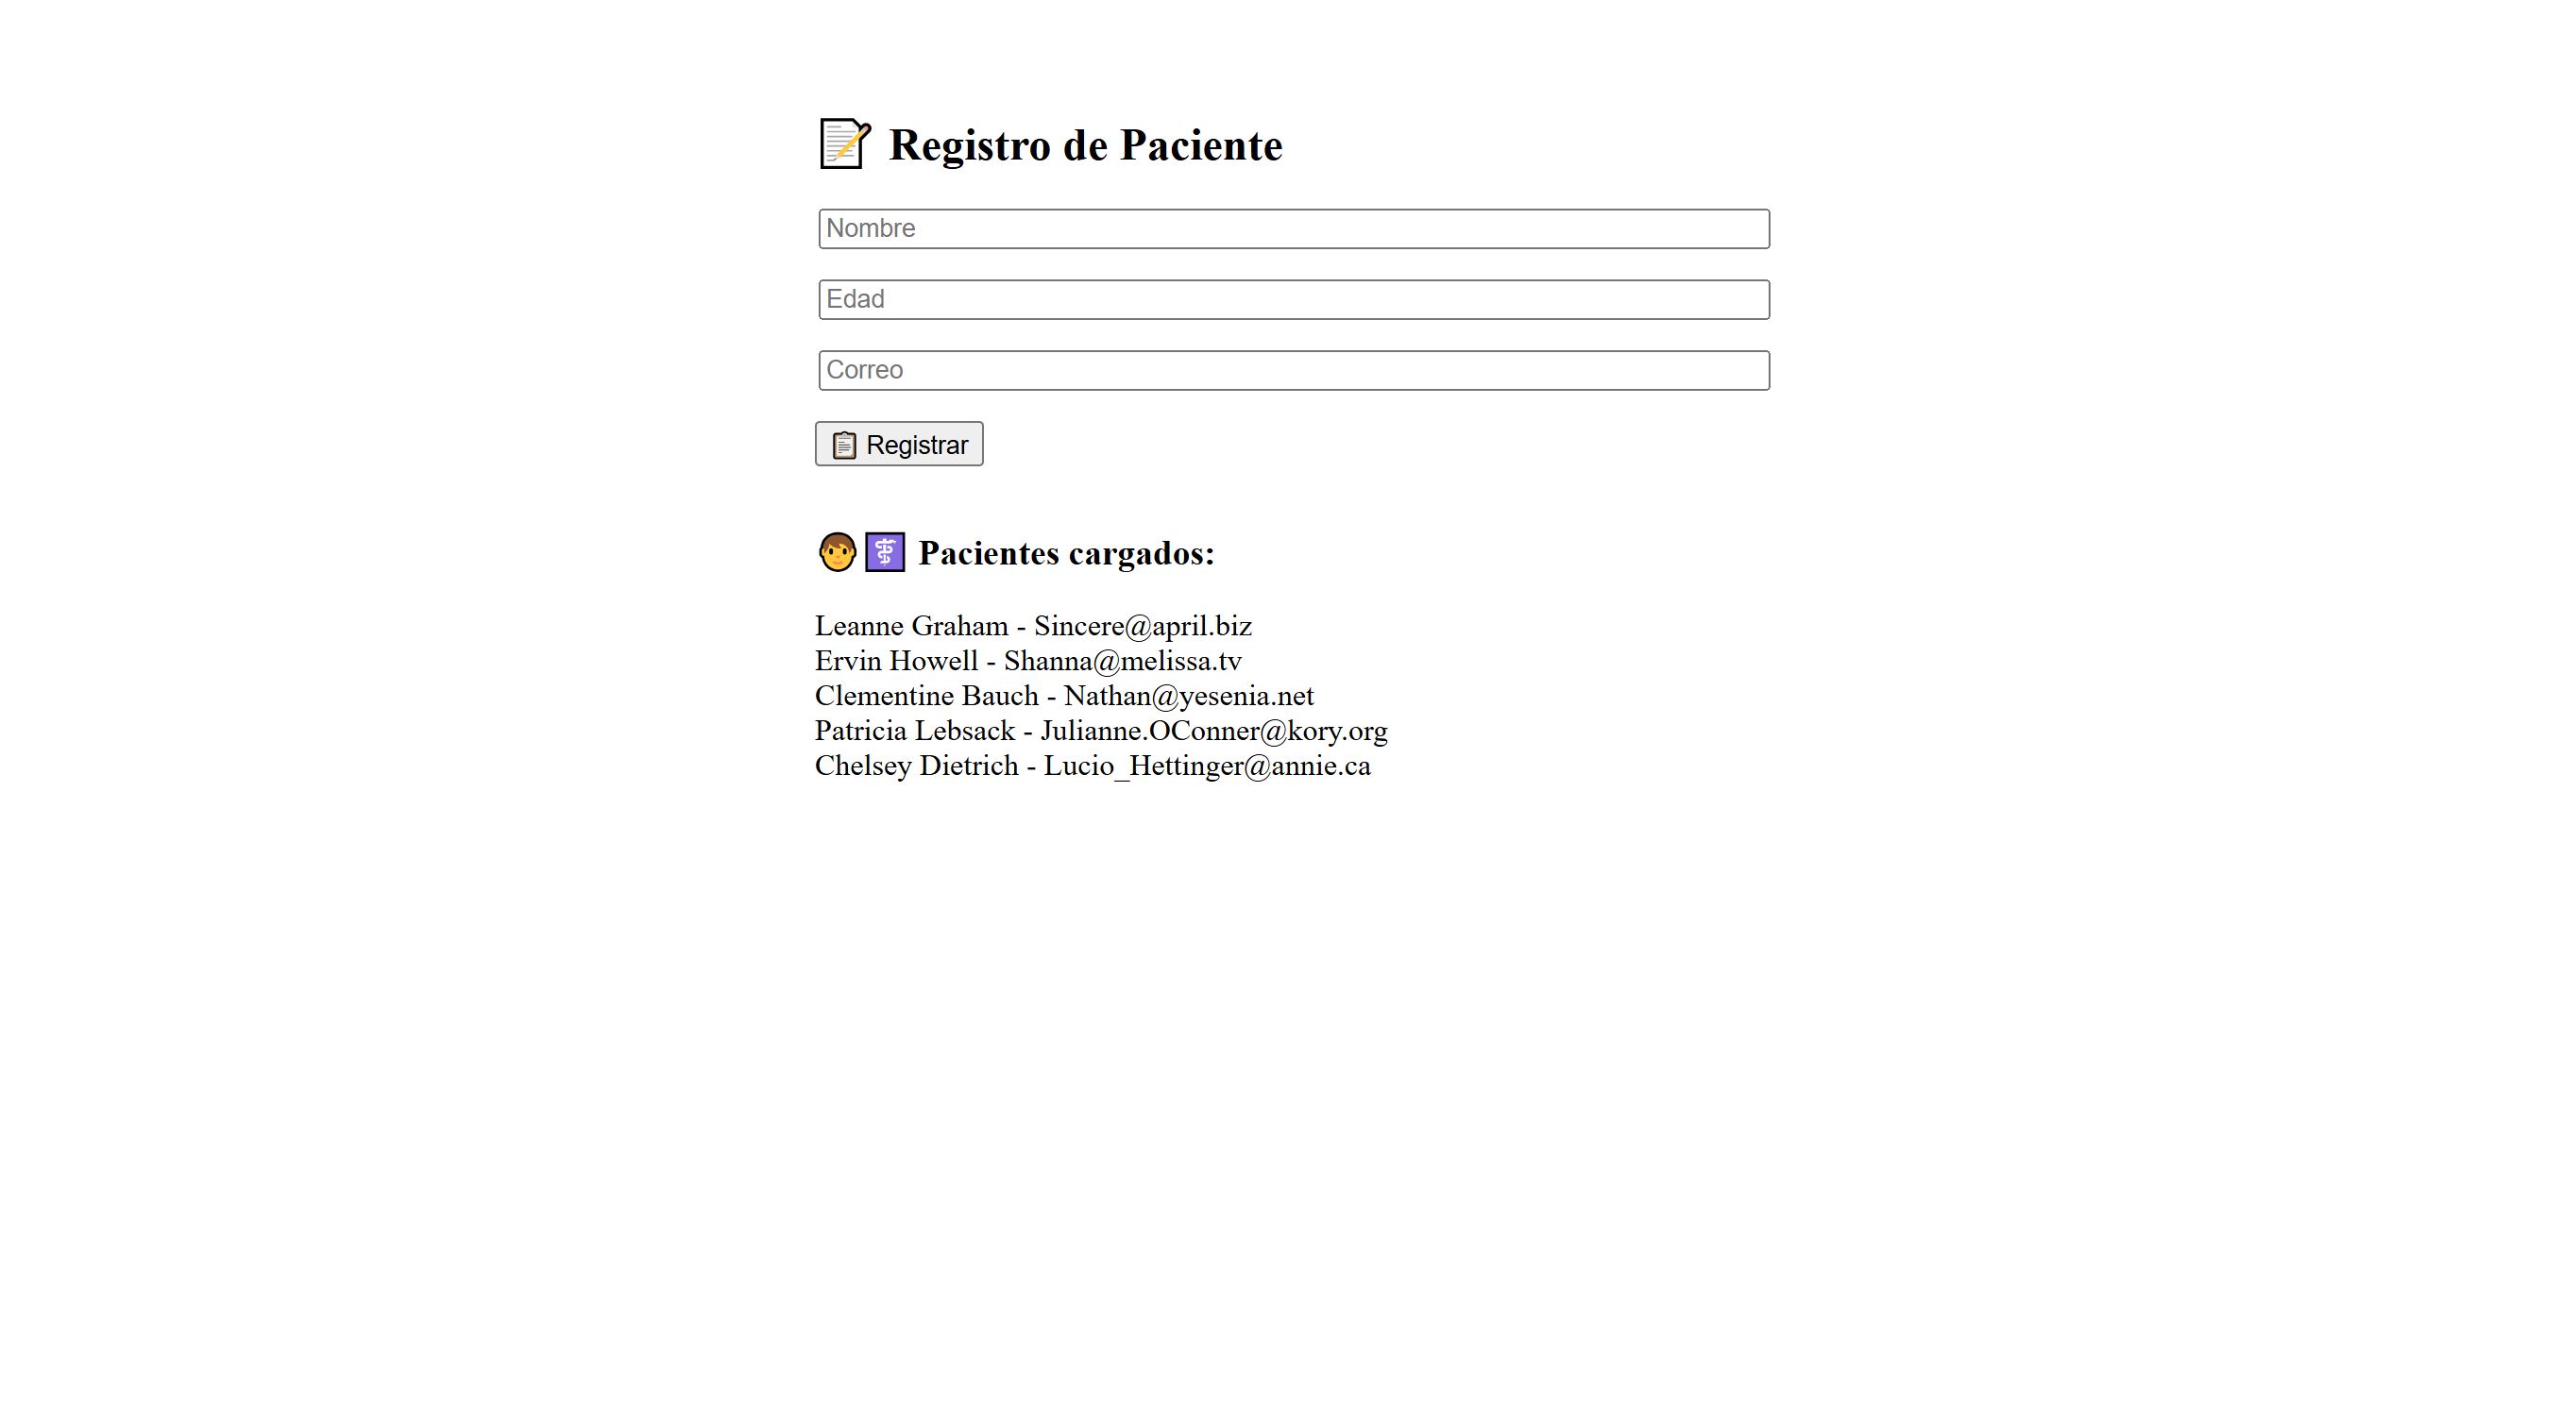 📝 Registro de Paciente
Nombre
Edad
Correo
📋 Registrar
🧑⚕️ Pacientes cargados:
Leanne Graham - Sincere@april.biz
Ervin Howell - Shanna@melissa.tv
Clementine Bauch - Nathan@yesenia.net
Patricia Lebsack - Julianne.OConner@kory.org
Chelsey Dietrich - Lucio_Hettinger@annie.ca